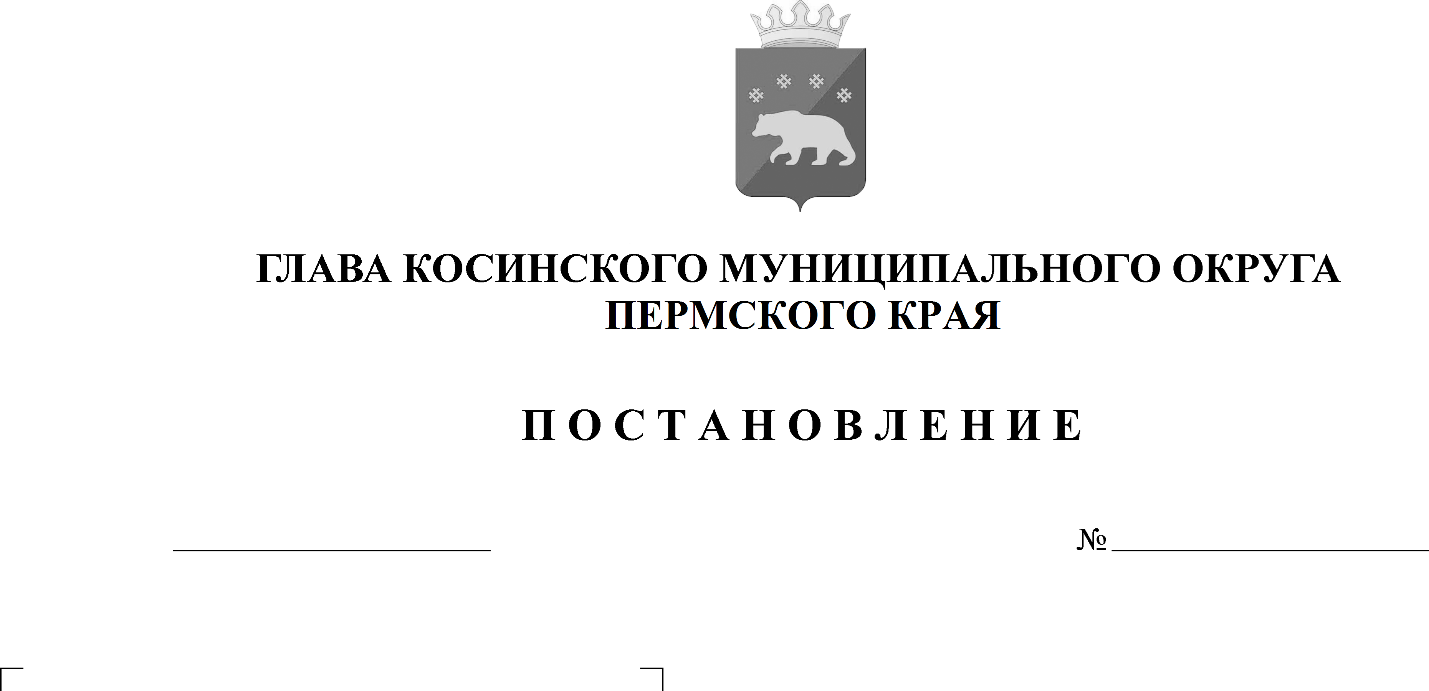 ГЛАВА КОСИНСКОГО МУНИЦИПАЛЬНОГО ОКРУГА
ПЕРМСКОГО КРАЯ
П О С Т А Н О В Л Е Н И Е
№